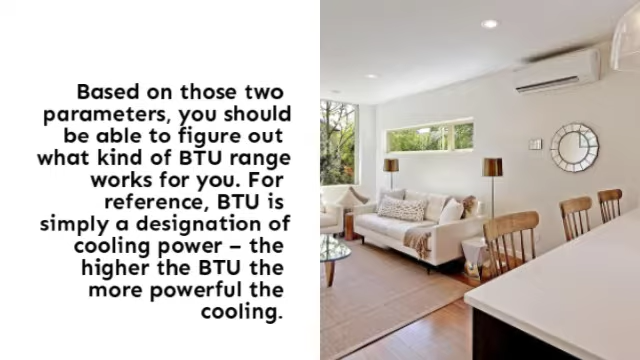 Based on those two
parameters, you should
be able to figure out
what kind of BTU range
works for you. For
reference, BTU is
simply a designation of
cooling power – the
higher the BTU the
more powerful the
cooling.